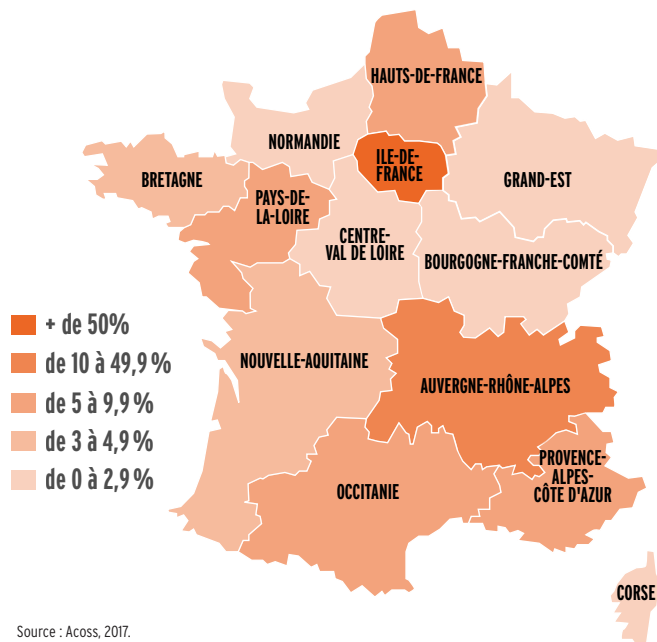 HAUTS-DE-FRANCE
NORMANDIE
ILE-DE-
FRANCE
GRAND-EST
BRETAGNE
PAYS-DE-
LA-LOIRE
CENTRE-
VAL DE LOIRE
BOURGOGNE-FRANCHE-COMTÉ
+ de 50%
de 10 à 49,9 %
de 5 à 9,9 %
de 3 à 4,9 %
de 0 à 2,9 %
NOUVELLE-AQUITAINE
AUVERGNE-RHÔNE-ALPES
PROVENCE-
ALPES-
CÔTE D'AZUR
OCCITANIE
CORSE
Source : Acoss, 2017.